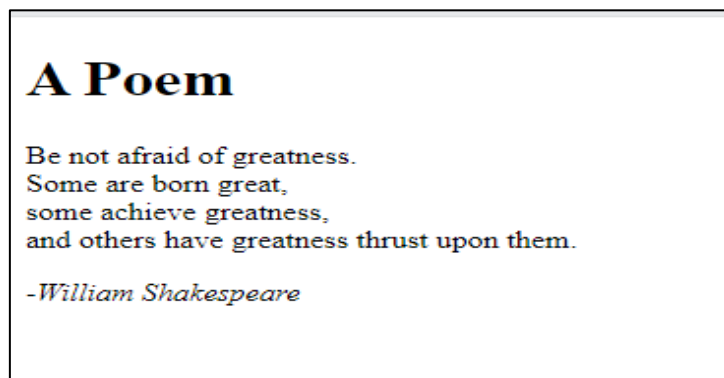 A Poem
Be not afraid of greatness.
Some are born great,
some achieve greatness,
and others have greatness thrust upon them.
-William Shakespeare